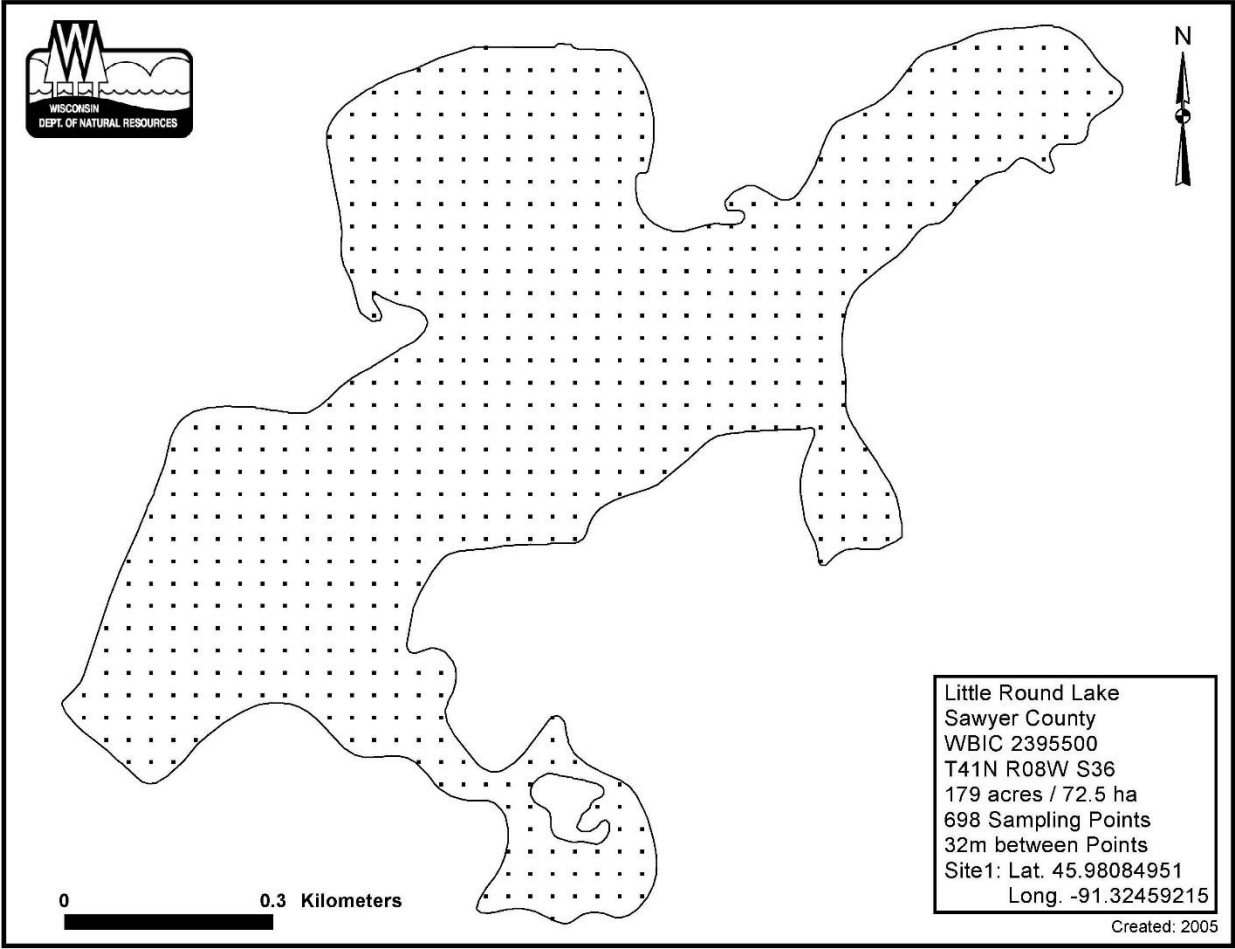 W
WISCONSIN
DEPT. OF NATURAL RESOURCES
N
Little Round Lake
Sawyer County
WBIC 2395500
T41N R08W S36
179 acres / 72.5 ha
698 Sampling Points
32m between Points
Site1: Lat. 45.98084951
Long. -91.32459215
0 0.3 Kilometers
Created: 2005